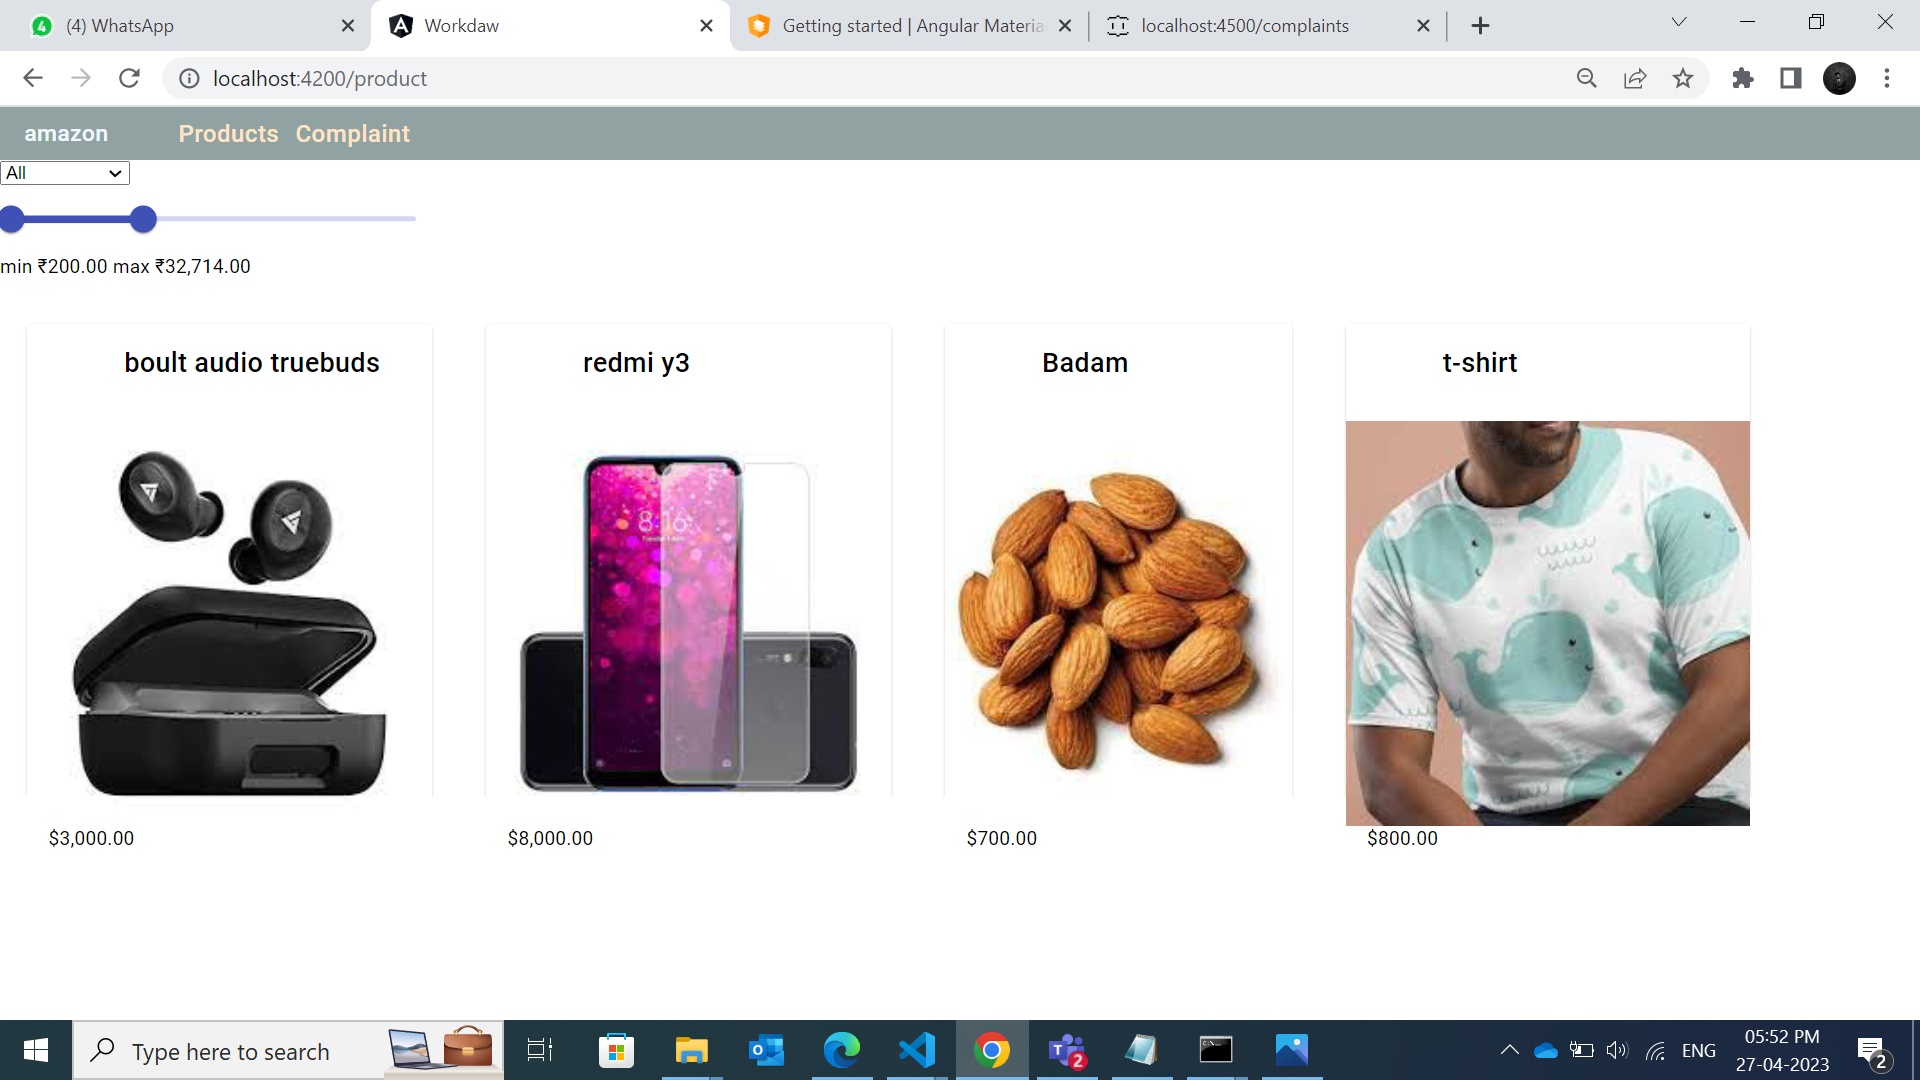 (4) WhatsApp
Workdaw
Getting started | Angular Materia
localhost:4500/complaints
localhost:4200/product
amazon Products Complaint
All
min ₹200.00 max ₹32,714.00
boult audio truebuds
redmi y3
Badam
t-shirt
8:16
$3,000.00
$8,000.00
$700.00
$800.00
Type here to search
2
ENG
05:52 PM
27-04-2023
2